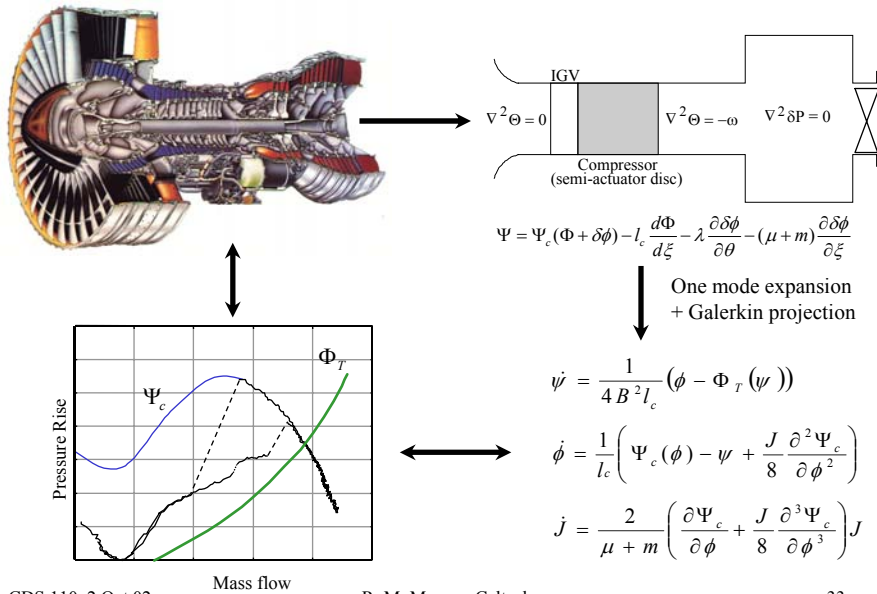 IGV
∇²Θ = 0
∇²Θ = −ω
∇²δP = 0
Compressor
(semi-actuator disc)
Ψ = Ψ_c(Φ + δϕ) − l_c dΦ/dξ − λ ∂δϕ/∂θ − (μ + m) ∂δϕ/∂ξ
One mode expansion
+ Galerkin projection
Φ_T
Ψ_c
Pressure Rise
Mass flow
ψ̇ = 1/(4B²l_c) (ϕ − Φ_T(ψ))
ϕ̇ = 1/l_c (Ψ_c(ϕ) − ψ + J/8 ∂²Ψ_c/∂ϕ²)
J̇ = 2/(μ + m) (∂Ψ_c/∂ϕ + J/8 ∂³Ψ_c/∂ϕ³) J